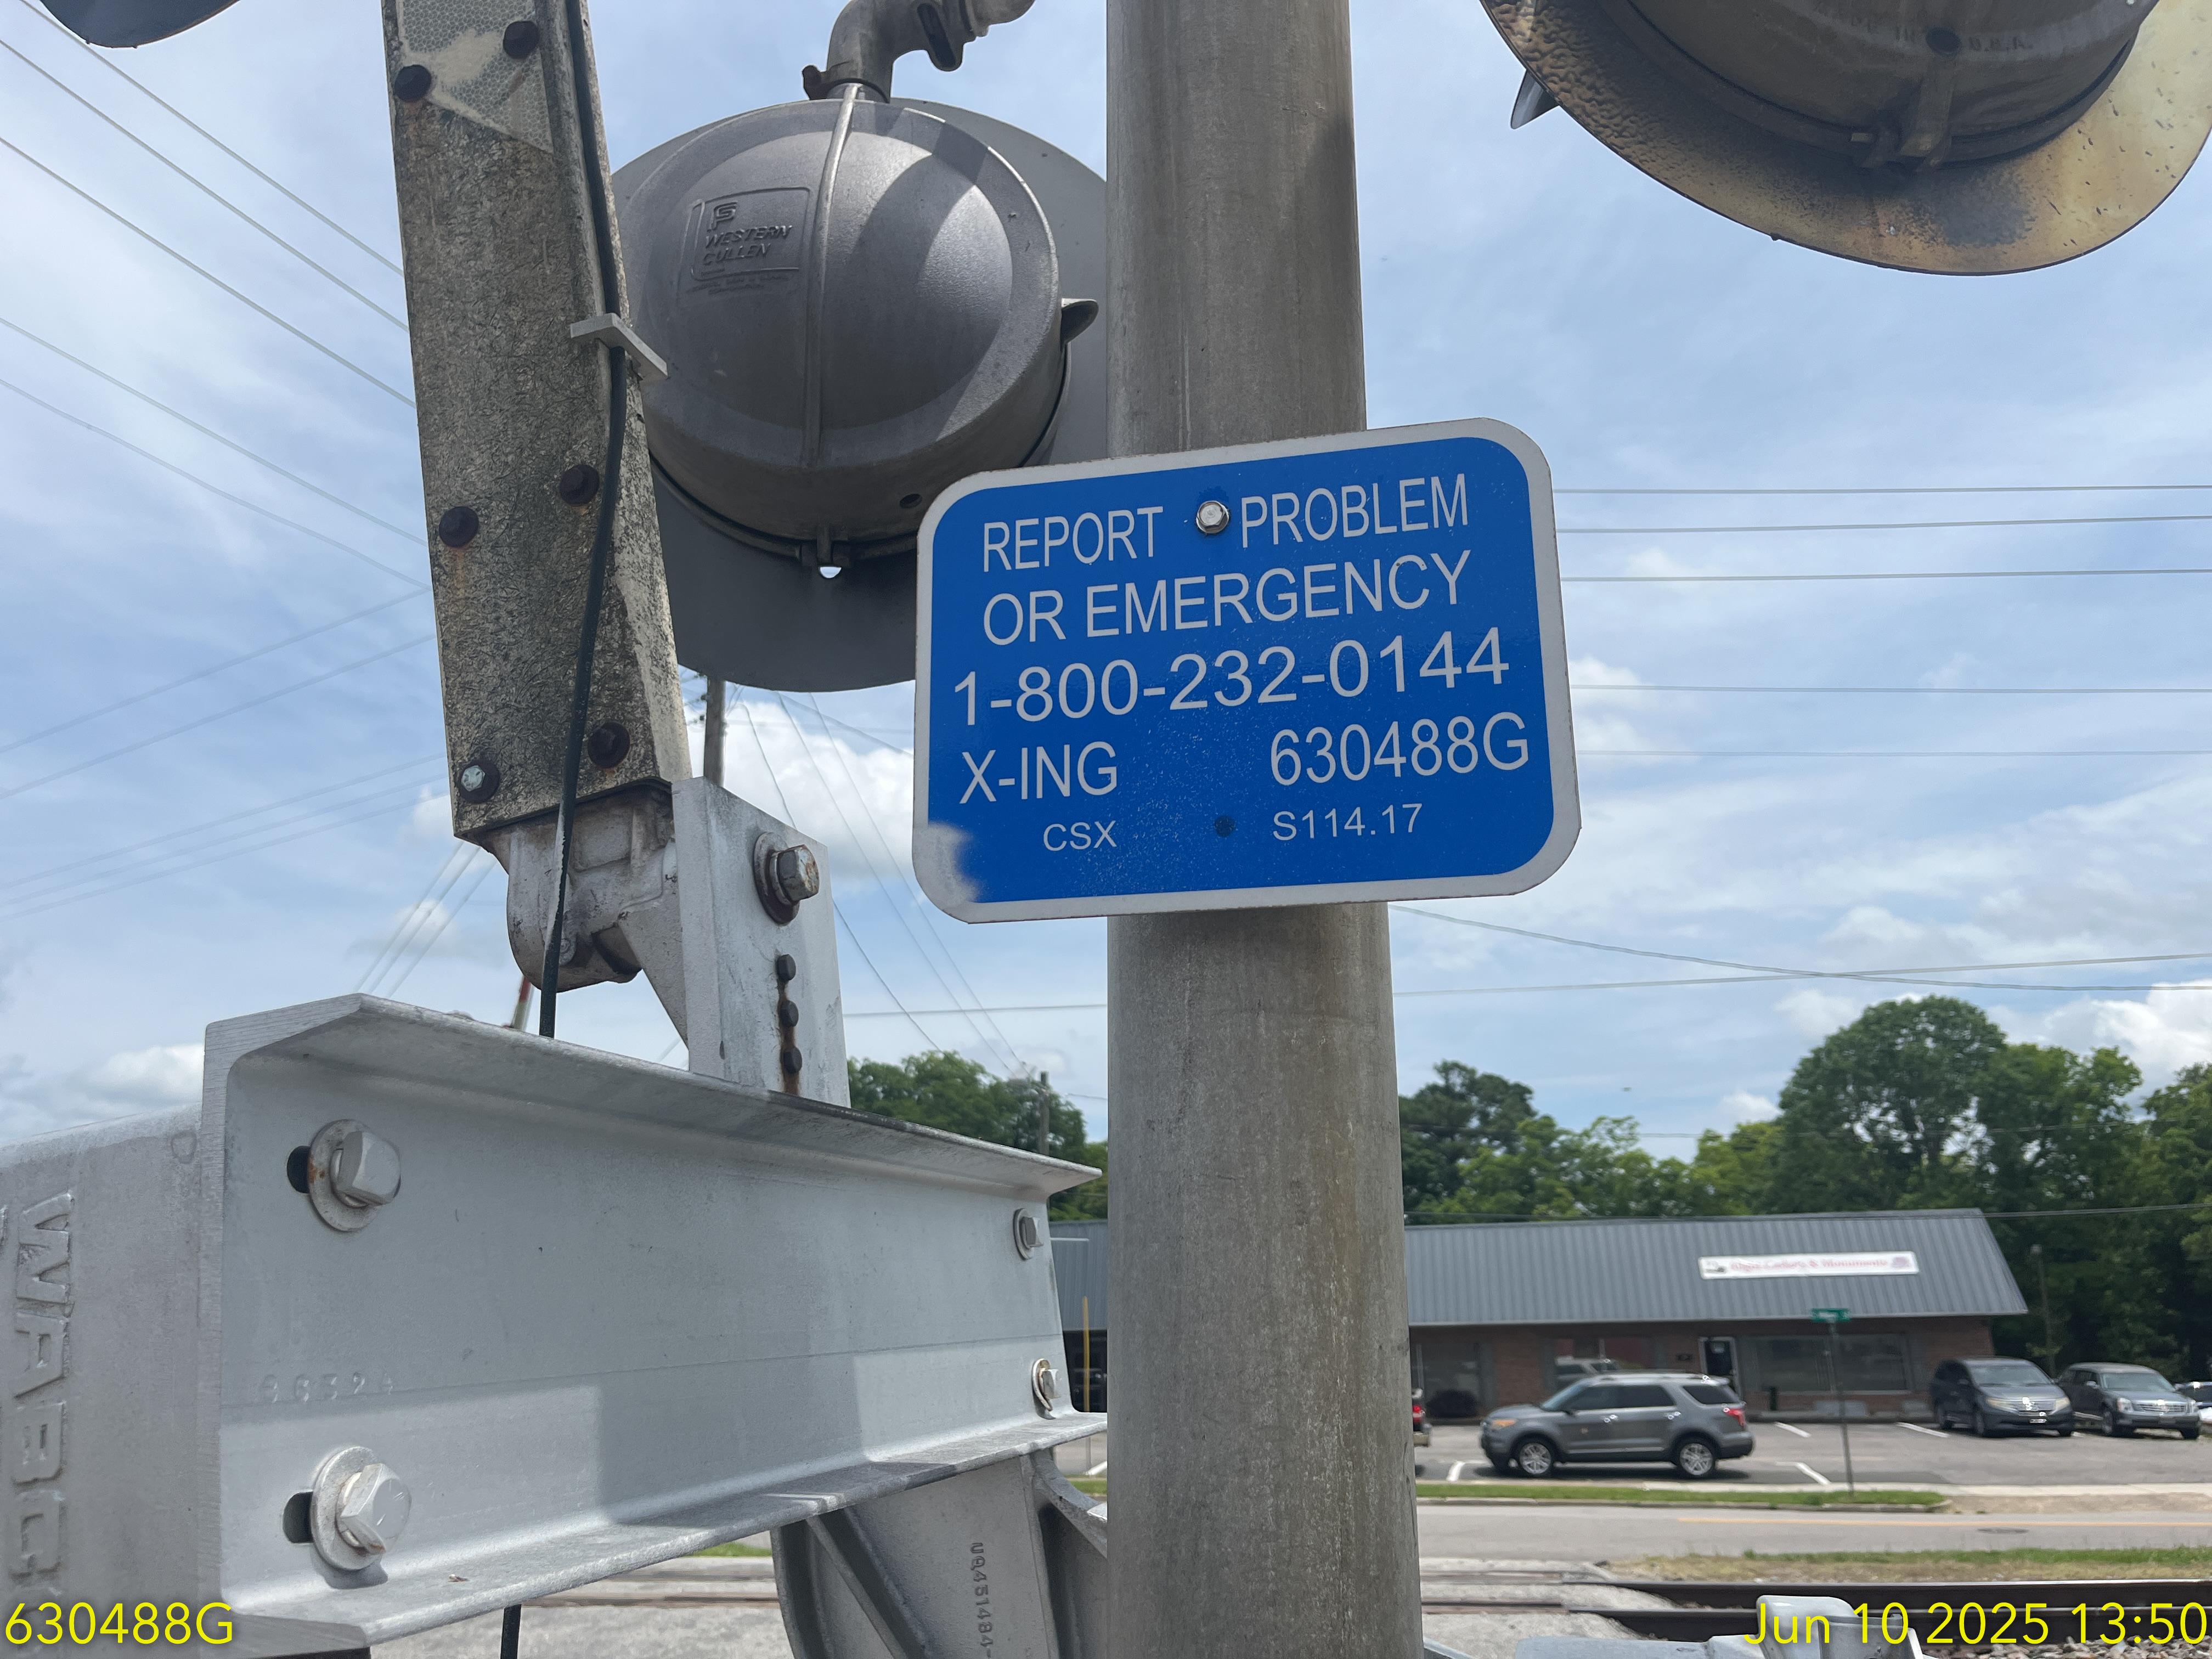 WESTERN
CULLEN
REPORT PROBLEM
OR EMERGENCY
1-800-232-0144
X-ING 630488G
CSX S114.17
WABC
630488G
Jun 10 2025 13:50